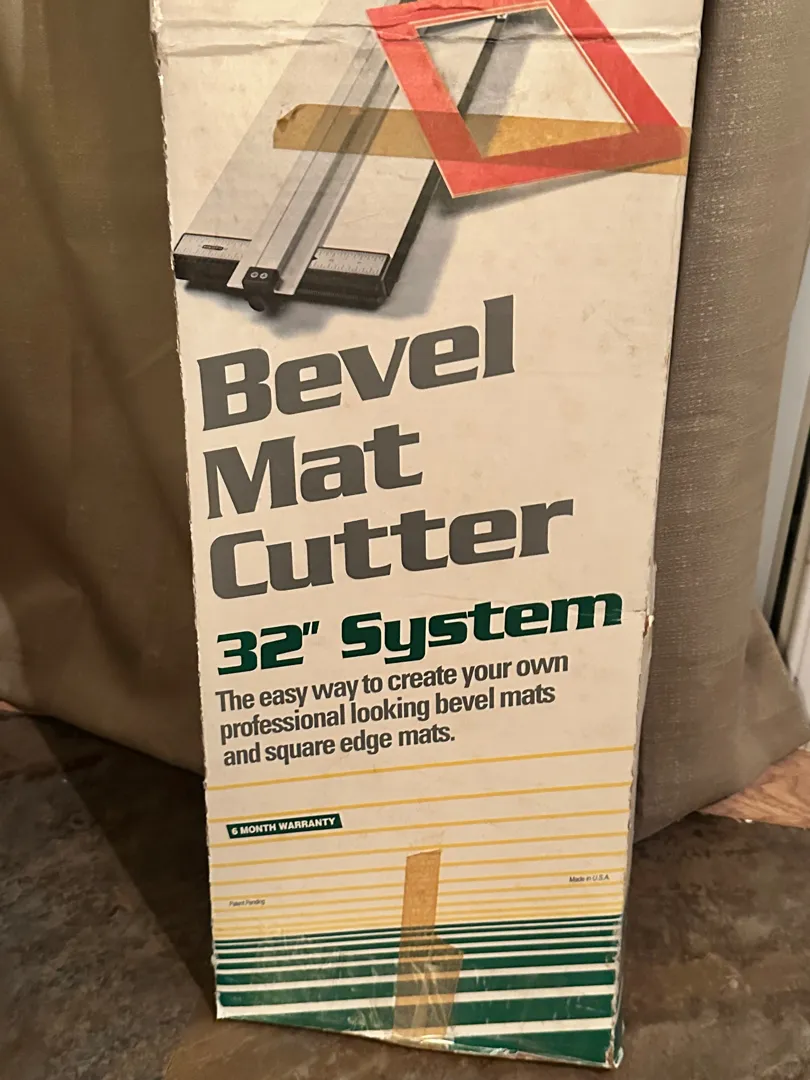 Bevel
Mat
Cutter
32" System
The easy way to create your own
professional looking bevel mats
and square edge mats.
6 MONTH WARRANTY
Made in U.S.A.
Patent Pending